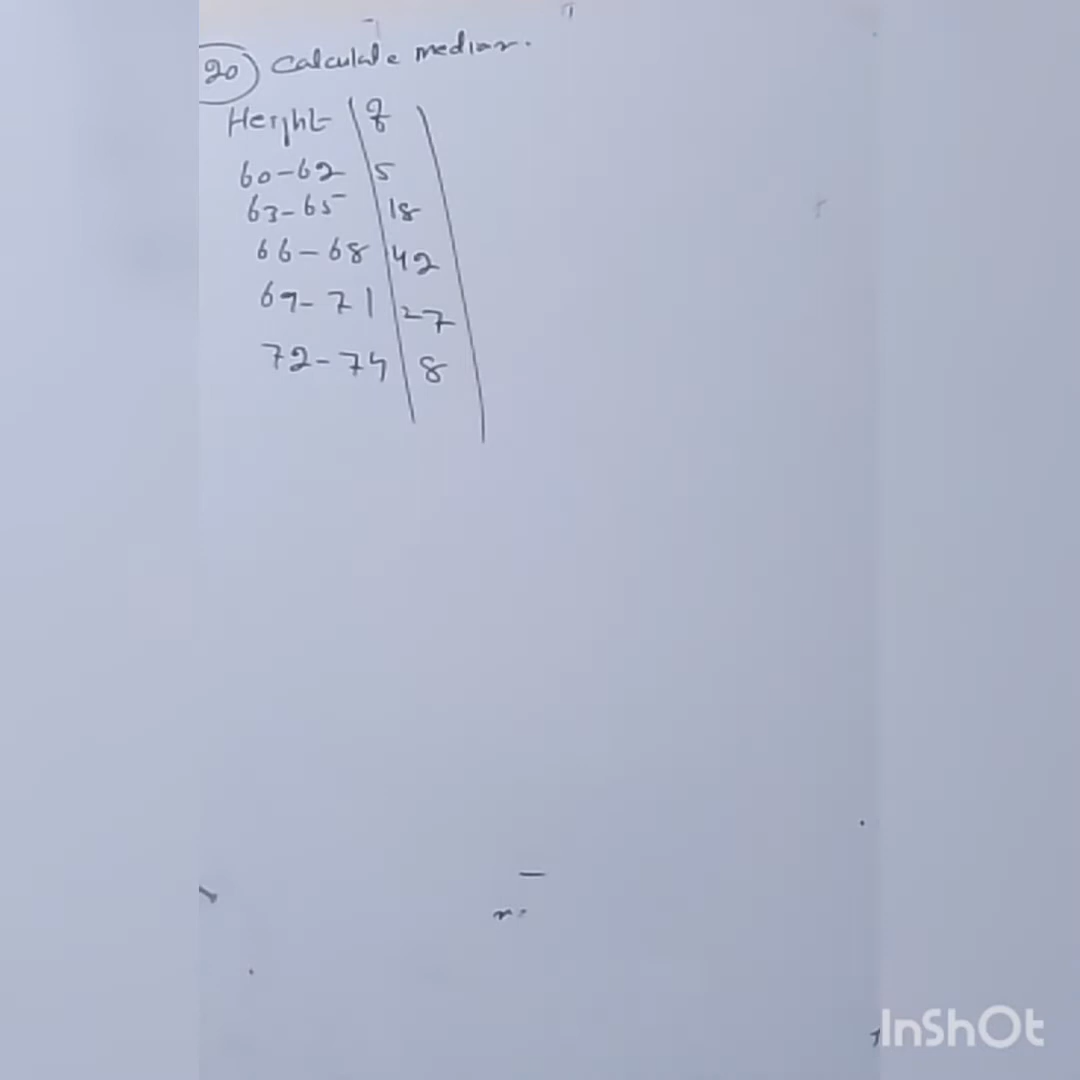 20 Calculate median.
Height f
60-62 5
63-65 18
66-68 42
69-71 27
72-74 8
InShOt